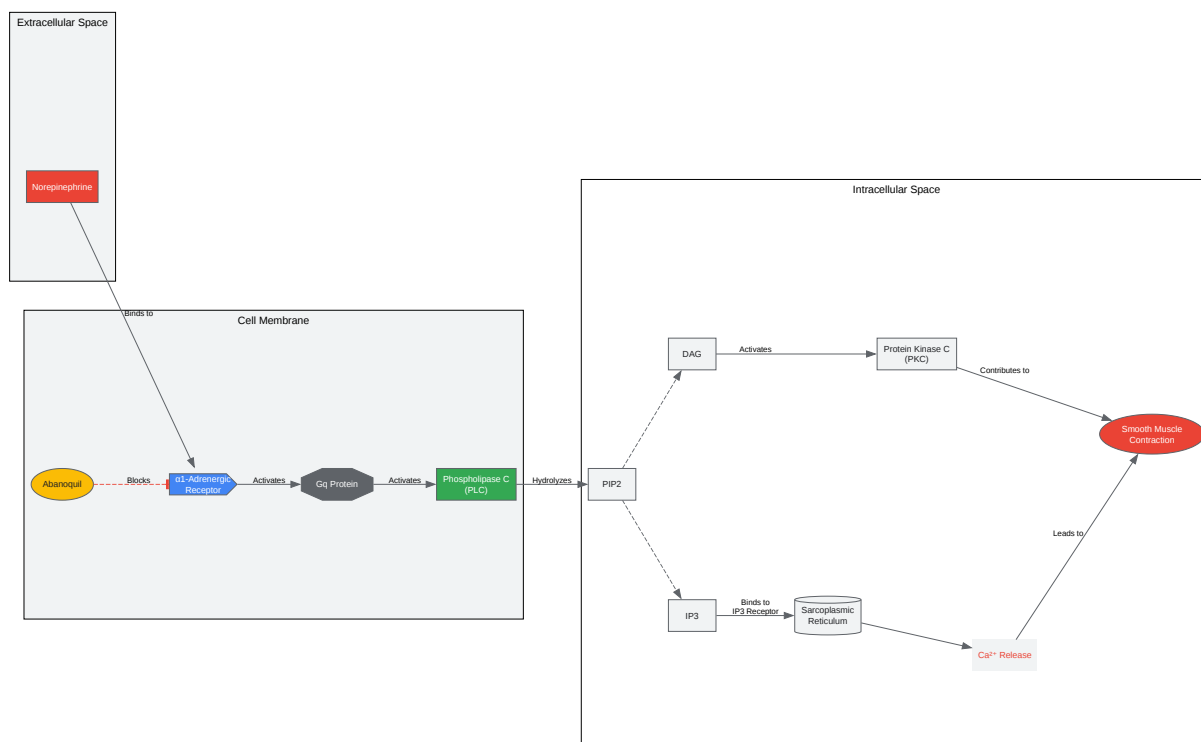 Extracellular Space
Norepinephrine
Binds to
Cell Membrane
Abanoquil
Blocks
α1-Adrenergic
Receptor
Activates
Gq Protein
Activates
Phospholipase C
(PLC)
Hydrolyzes
Intracellular Space
PIP2
DAG
Activates
Protein Kinase C
(PKC)
Contributes to
Smooth Muscle
Contraction
IP3
Binds to
IP3 Receptor
Sarcoplasmic
Reticulum
Ca²⁺ Release
Leads to